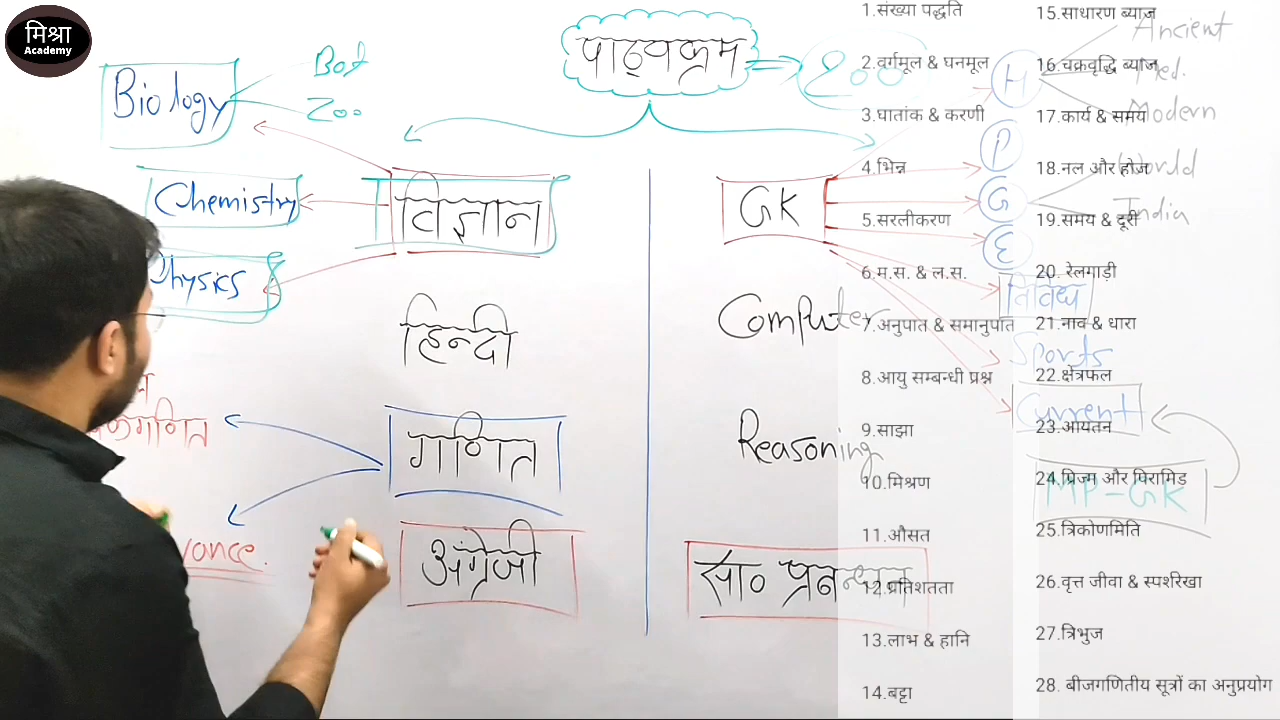 मिश्रा
Academy
पाठ्यक्रम
200
Biology
Bot
Zoo
Chemistry
Physics
विज्ञान
हिन्दी
गणित
अंग्रेजी
GK
Computer
Reasoning
सा० प्रबन्धन
H
P
G
E
Ancient
Med.
Modern
World
India
विविध
Sports
Current
MP-GK
1.संख्या पद्धति
2.वर्गमूल & घनमूल
3.घातांक & करणी
4.भिन्न
5.सरलीकरण
6.म.स. & ल.स.
7.अनुपात & समानुपात
8.आयु सम्बन्धी प्रश्न
9.साझा
10.मिश्रण
11.औसत
12.प्रतिशतता
13.लाभ & हानि
14.बट्टा
15.साधारण ब्याज
16.चक्रवृद्धि ब्याज
17.कार्य & समय
18.नल और हौज
19.समय & दूरी
20. रेलगाड़ी
21.नाव & धारा
22.क्षेत्रफल
23.आयतन
24.प्रिज्म और पिरामिड
25.त्रिकोणमिति
26.वृत्त जीवा & स्पर्शरेखा
27.त्रिभुज
28. बीजगणितीय सूत्रों का अनुप्रयोग